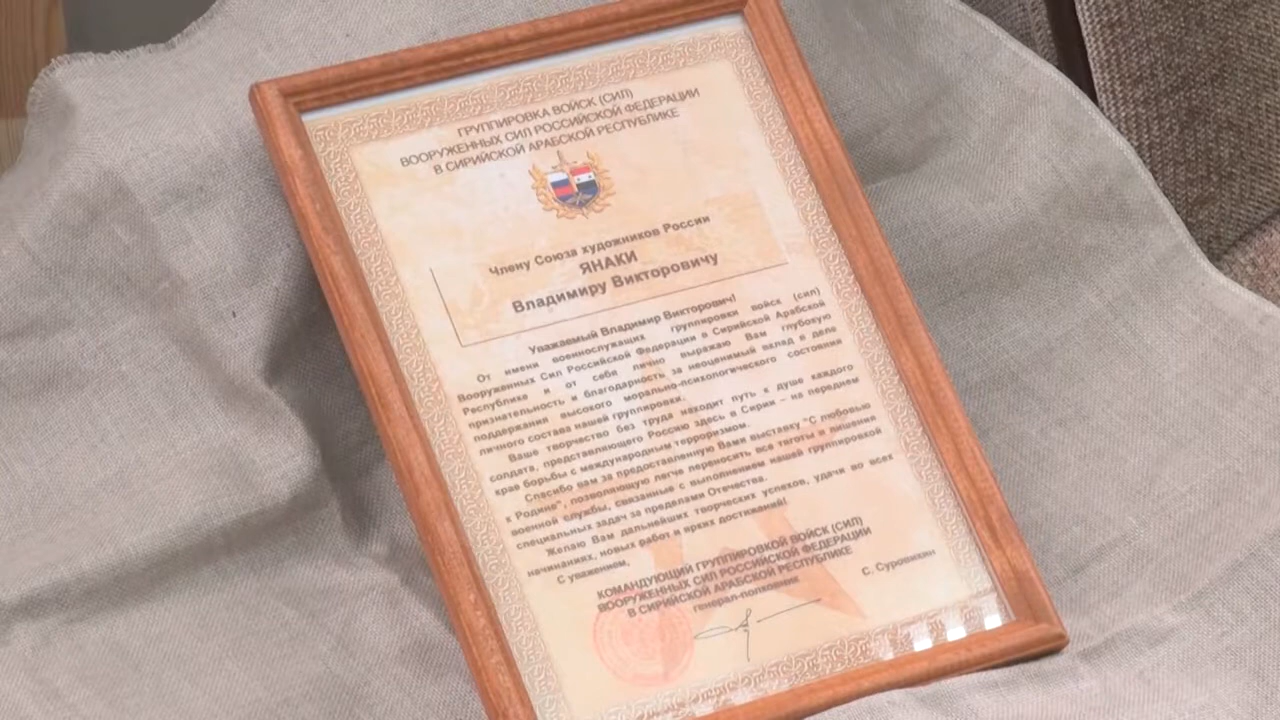 ГРУППИРОВКА ВОЙСК (СИЛ)
ВООРУЖЕННЫХ СИЛ РОССИЙСКОЙ ФЕДЕРАЦИИ
В СИРИЙСКОЙ АРАБСКОЙ РЕСПУБЛИКЕ
Члену Союза художников России
ЯНАКИ
Владимиру Викторовичу
Уважаемый Владимир Викторович!
От имени военнослужащих группировки войск (сил)
Вооруженных Сил Российской Федерации в Сирийской Арабской
Республике и от себя лично выражаю Вам глубокую
признательность и благодарность за неоценимый вклад в деле
поддержания высокого морально-психологического состояния
личного состава нашей группировки.
Ваше творчество без труда находит путь к душе каждого
солдата, представляющего Россию здесь в Сирии – на переднем
крае борьбы с международным терроризмом.
Спасибо вам за предоставленную Вами выставку "С любовью
к Родине", позволяющую легче переносить все тяготы и лишения
военной службы, связанные с выполнением нашей группировкой
специальных задач за пределами Отечества.
Желаю Вам дальнейших творческих успехов, удачи во всех
начинаниях, новых работ и ярких достижений!
С уважением,
КОМАНДУЮЩИЙ ГРУППИРОВКОЙ ВОЙСК (СИЛ)
ВООРУЖЕННЫХ СИЛ РОССИЙСКОЙ ФЕДЕРАЦИИ
В СИРИЙСКОЙ АРАБСКОЙ РЕСПУБЛИКЕ
генерал-полковник
С. Суровикин